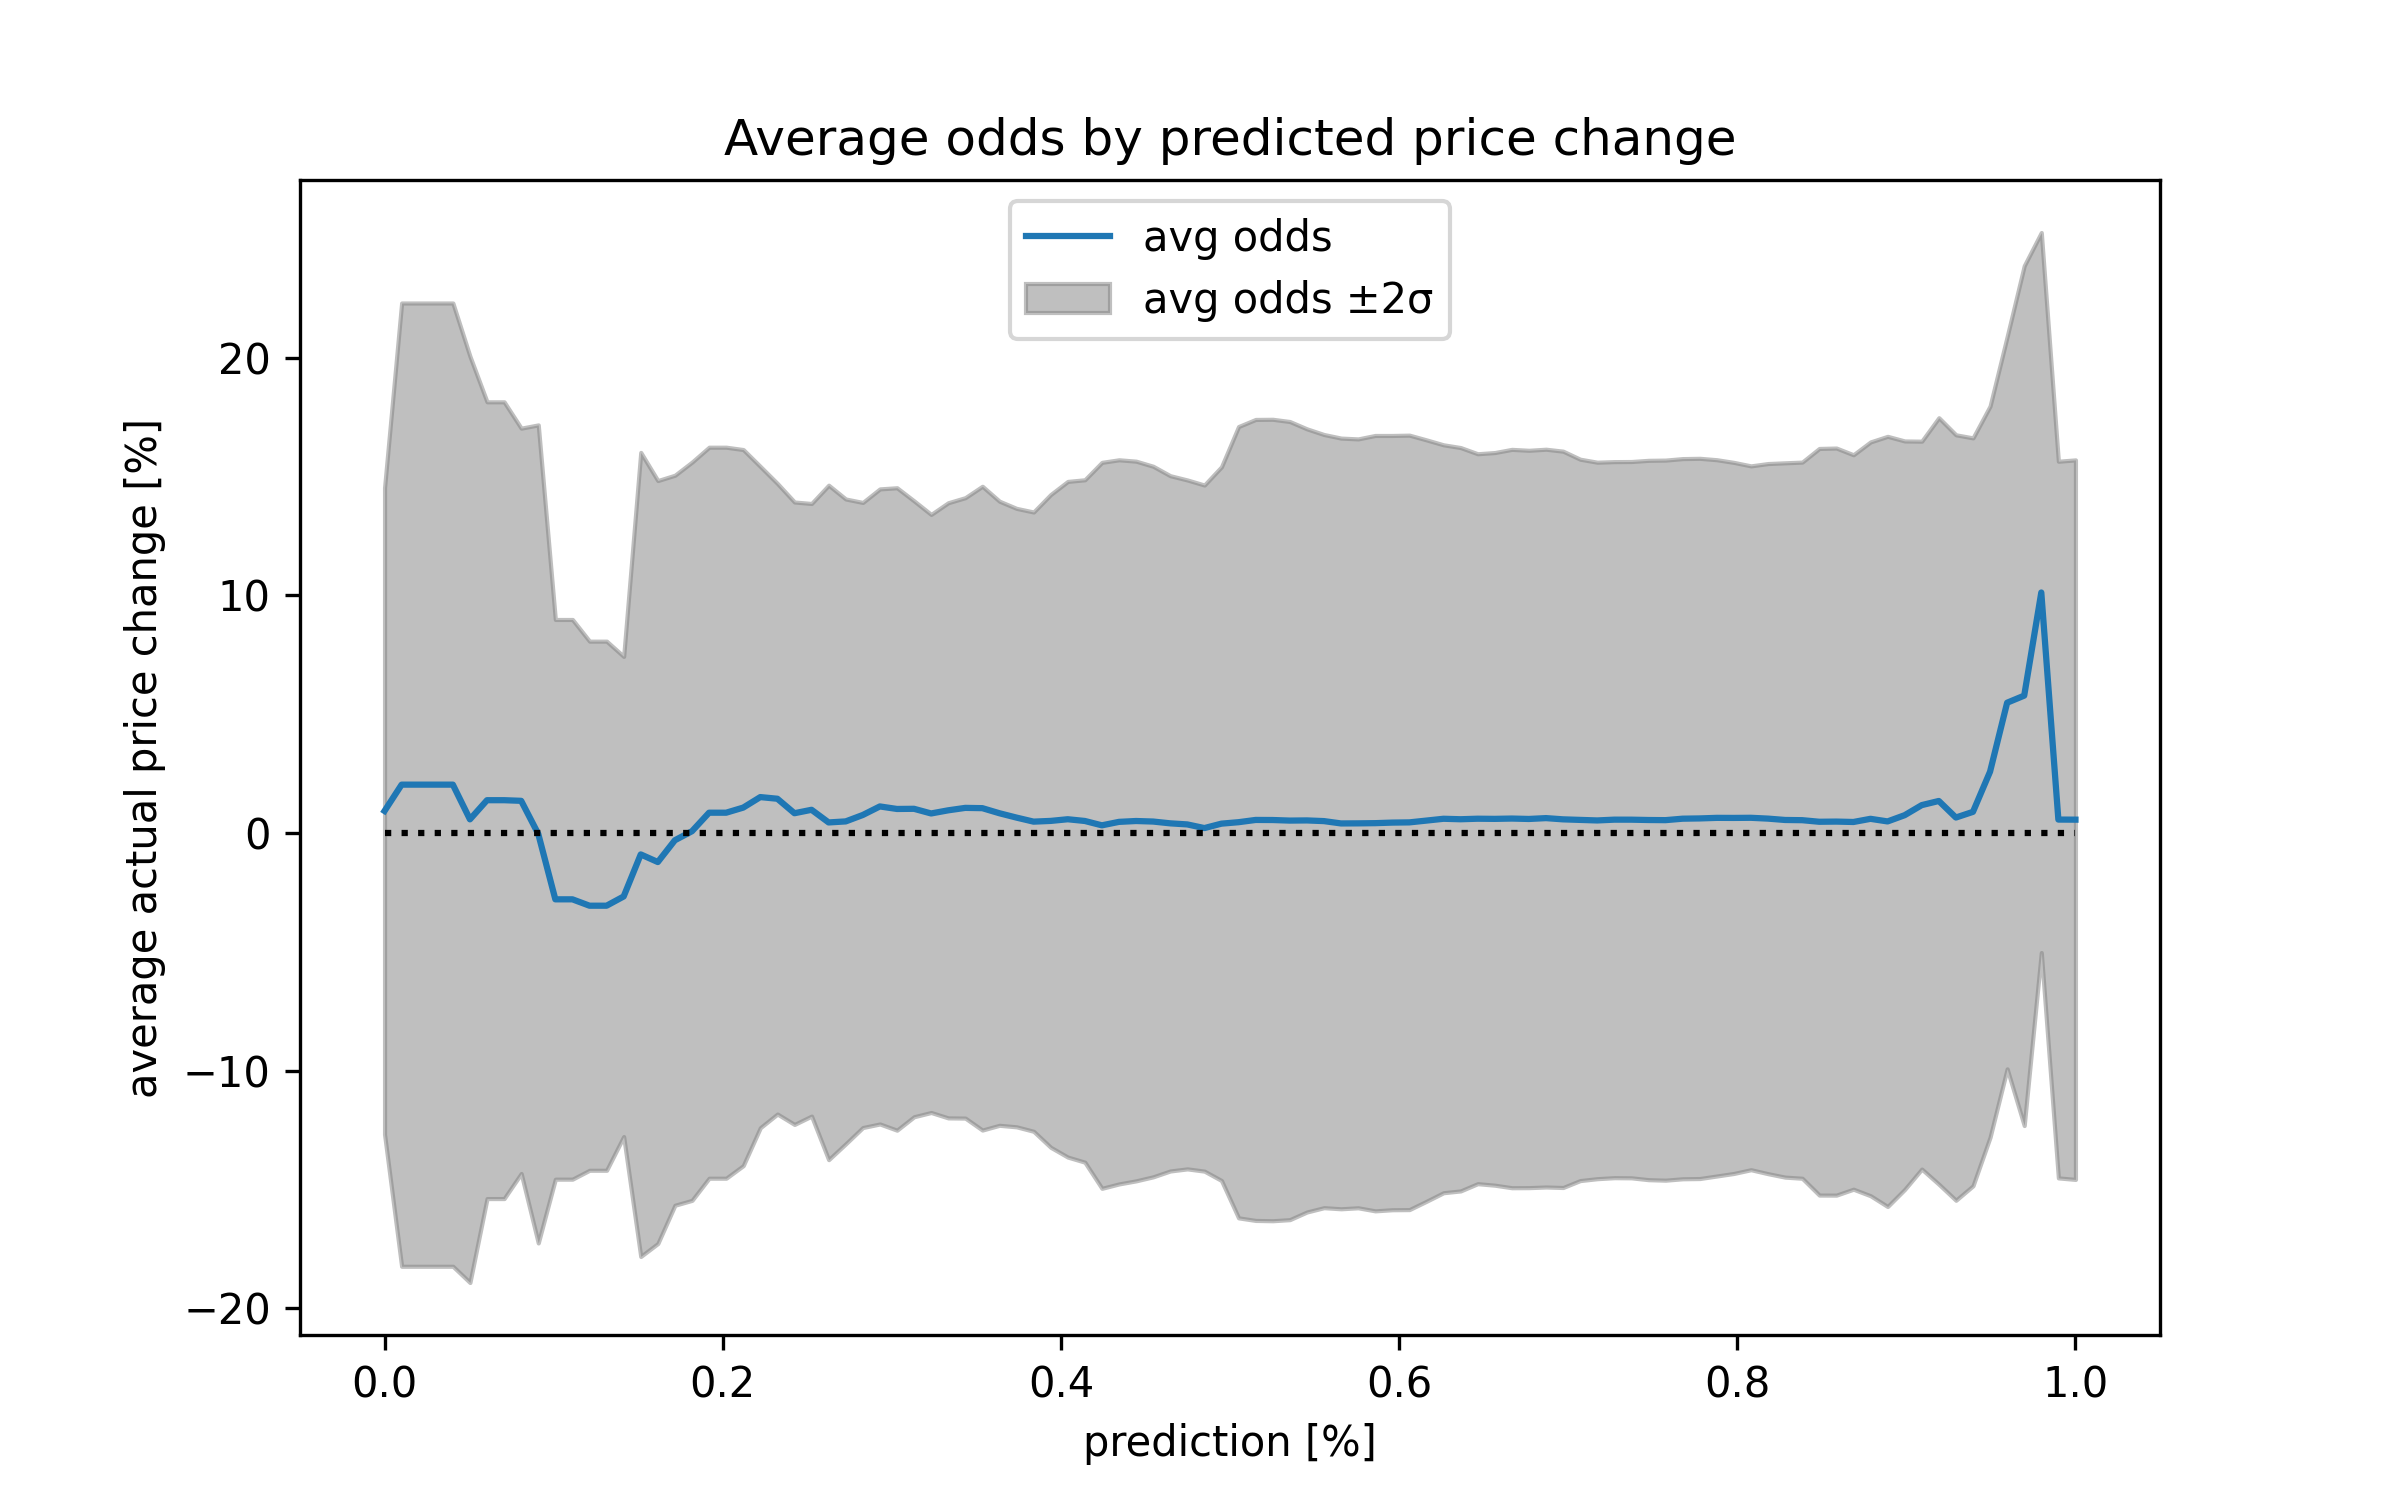 Average odds by predicted price change
avg odds
avg odds ±2σ
average actual price change [%]
20
10
0
−10
−20
0.0 0.2 0.4 0.6 0.8 1.0
prediction [%]